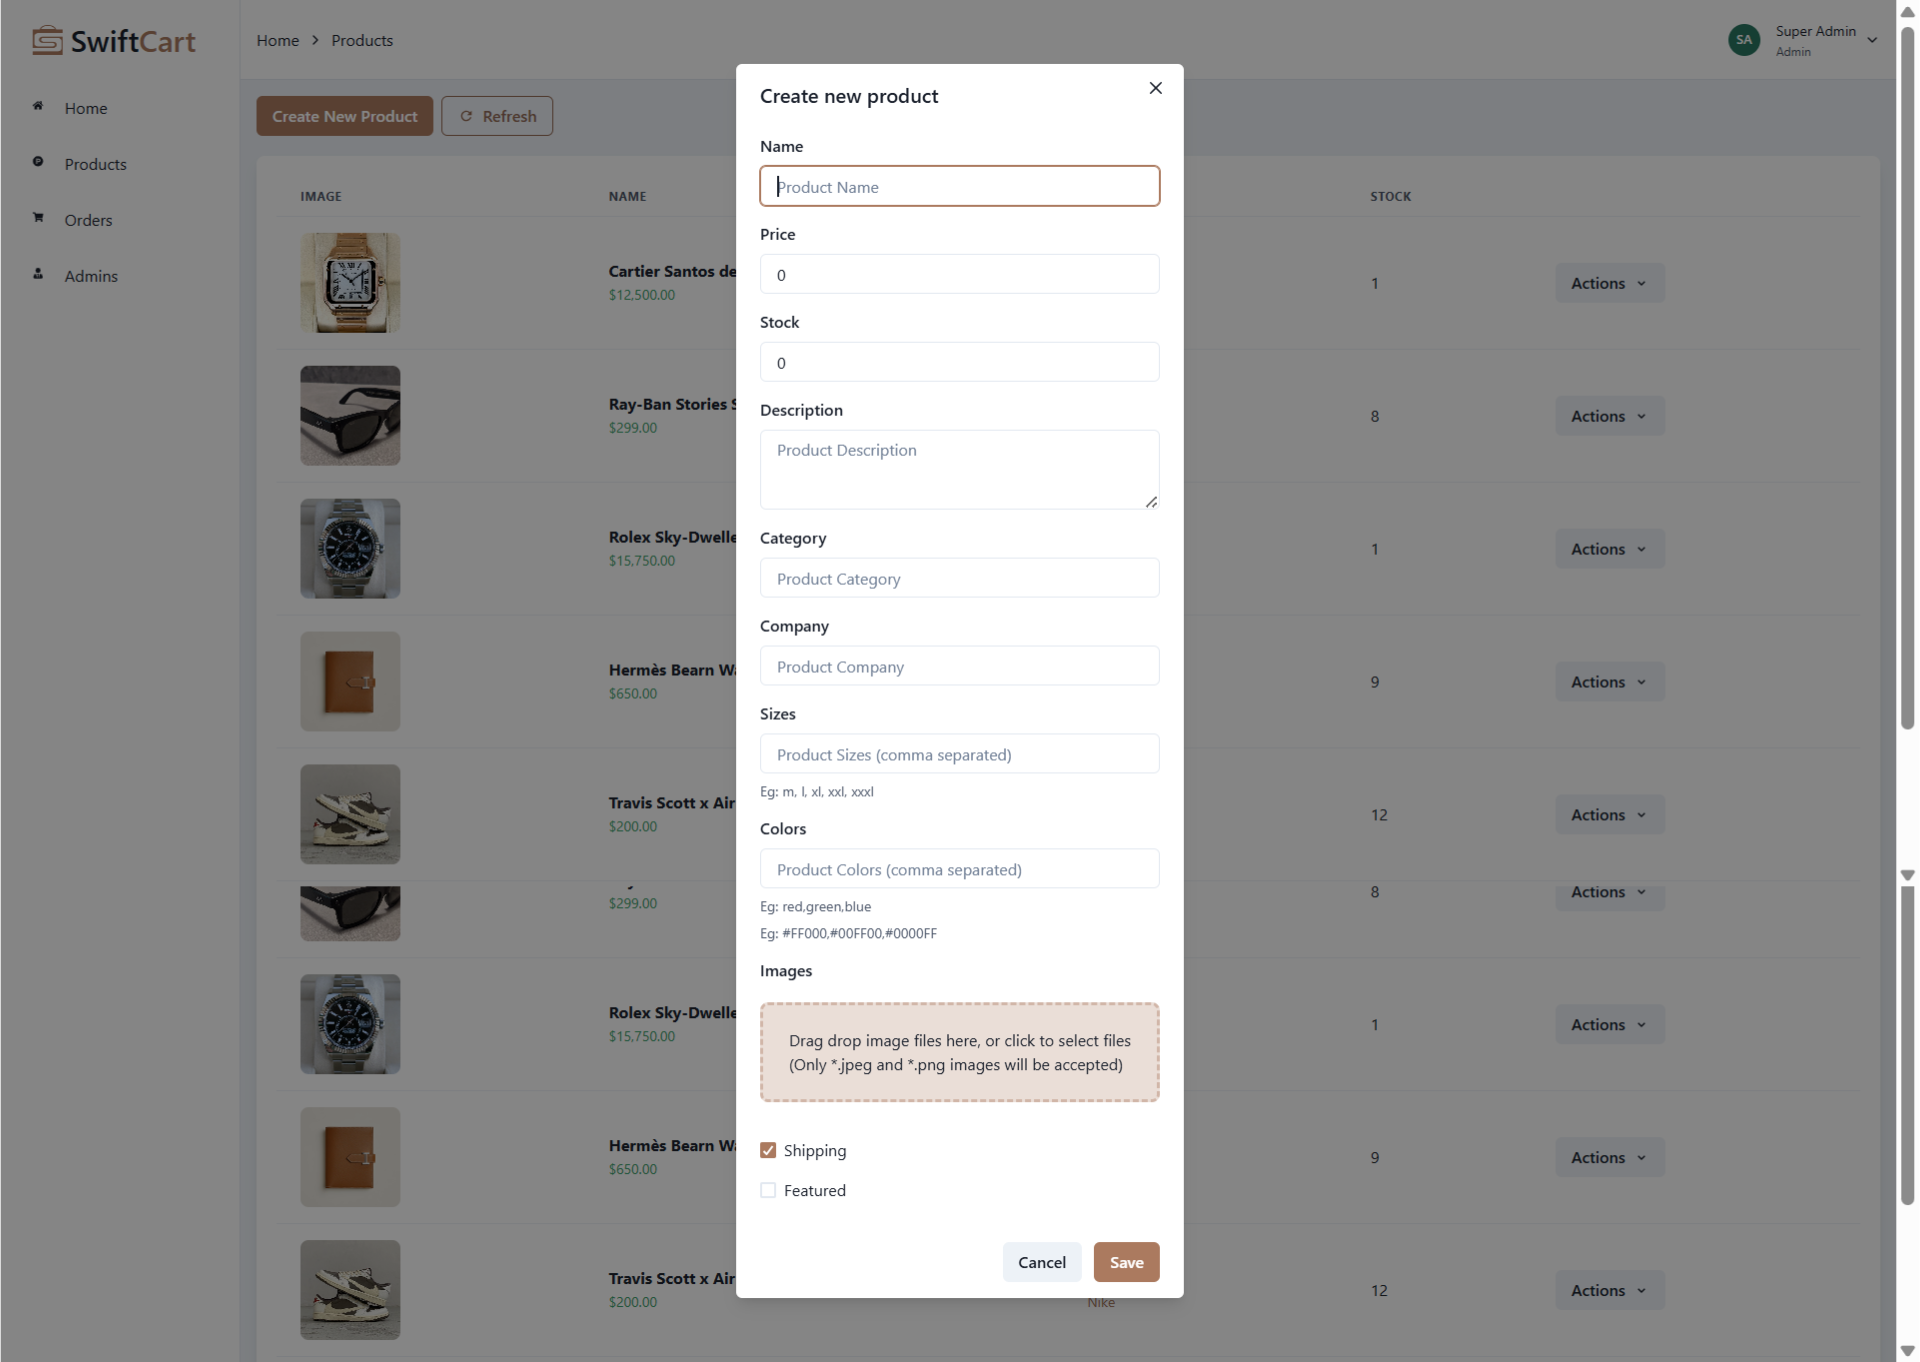 SwiftCart
Home > Products
SA
Super Admin
Admin
Home
Products
Orders
Admins
Create New Product
Refresh
IMAGE
NAME
STOCK
Cartier Santos de
$12,500.00
1
Actions
Ray-Ban Stories
$299.00
8
Actions
Rolex Sky-Dwelle
$15,750.00
1
Actions
Hermès Bearn Wa
$650.00
9
Actions
Travis Scott x Air
$200.00
12
Actions
$299.00
8
Actions
Rolex Sky-Dwelle
$15,750.00
1
Actions
Hermès Bearn Wa
$650.00
9
Actions
Travis Scott x Air
$200.00
Nike
12
Actions
Create new product
Name
Product Name
Price
0
Stock
0
Description
Product Description
Category
Product Category
Company
Product Company
Sizes
Product Sizes (comma separated)
Eg: m, l, xl, xxl, xxxl
Colors
Product Colors (comma separated)
Eg: red,green,blue
Eg: #FF000,#00FF00,#0000FF
Images
Drag drop image files here, or click to select files
(Only *.jpeg and *.png images will be accepted)
Shipping
Featured
Cancel
Save